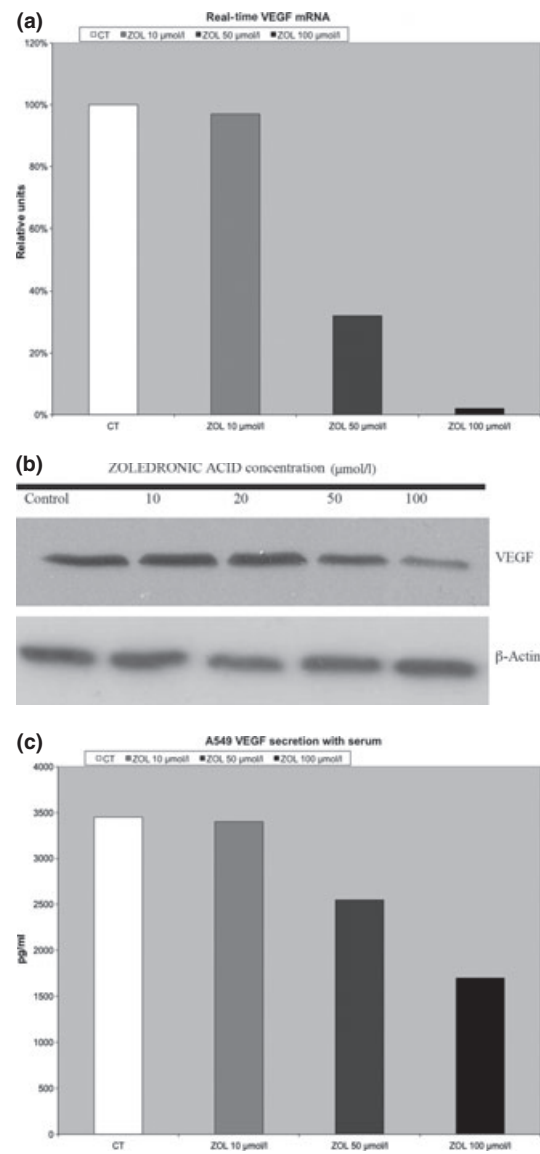 (a)
Real-time VEGF mRNA
□CT ■ZOL 10 µmol/l ■ZOL 50 µmol/l ■ZOL 100 µmol/l
120%
100%
80%
60%
40%
20%
0%
Relative units
CT ZOL 10 µmol/l ZOL 50 µmol/l ZOL 100 µmol/l
(b)
ZOLEDRONIC ACID concentration (µmol/l)
Control 10 20 50 100
VEGF
β-Actin
(c)
A549 VEGF secretion with serum
□CT ■ZOL 10 µmol/l ■ZOL 50 µmol/l ■ZOL 100 µmol/l
4000
3500
3000
2500
2000
1500
1000
500
0
pg/ml
CT ZOL 10 µmol/l ZOL 50 µmol/l ZOL 100 µmol/l